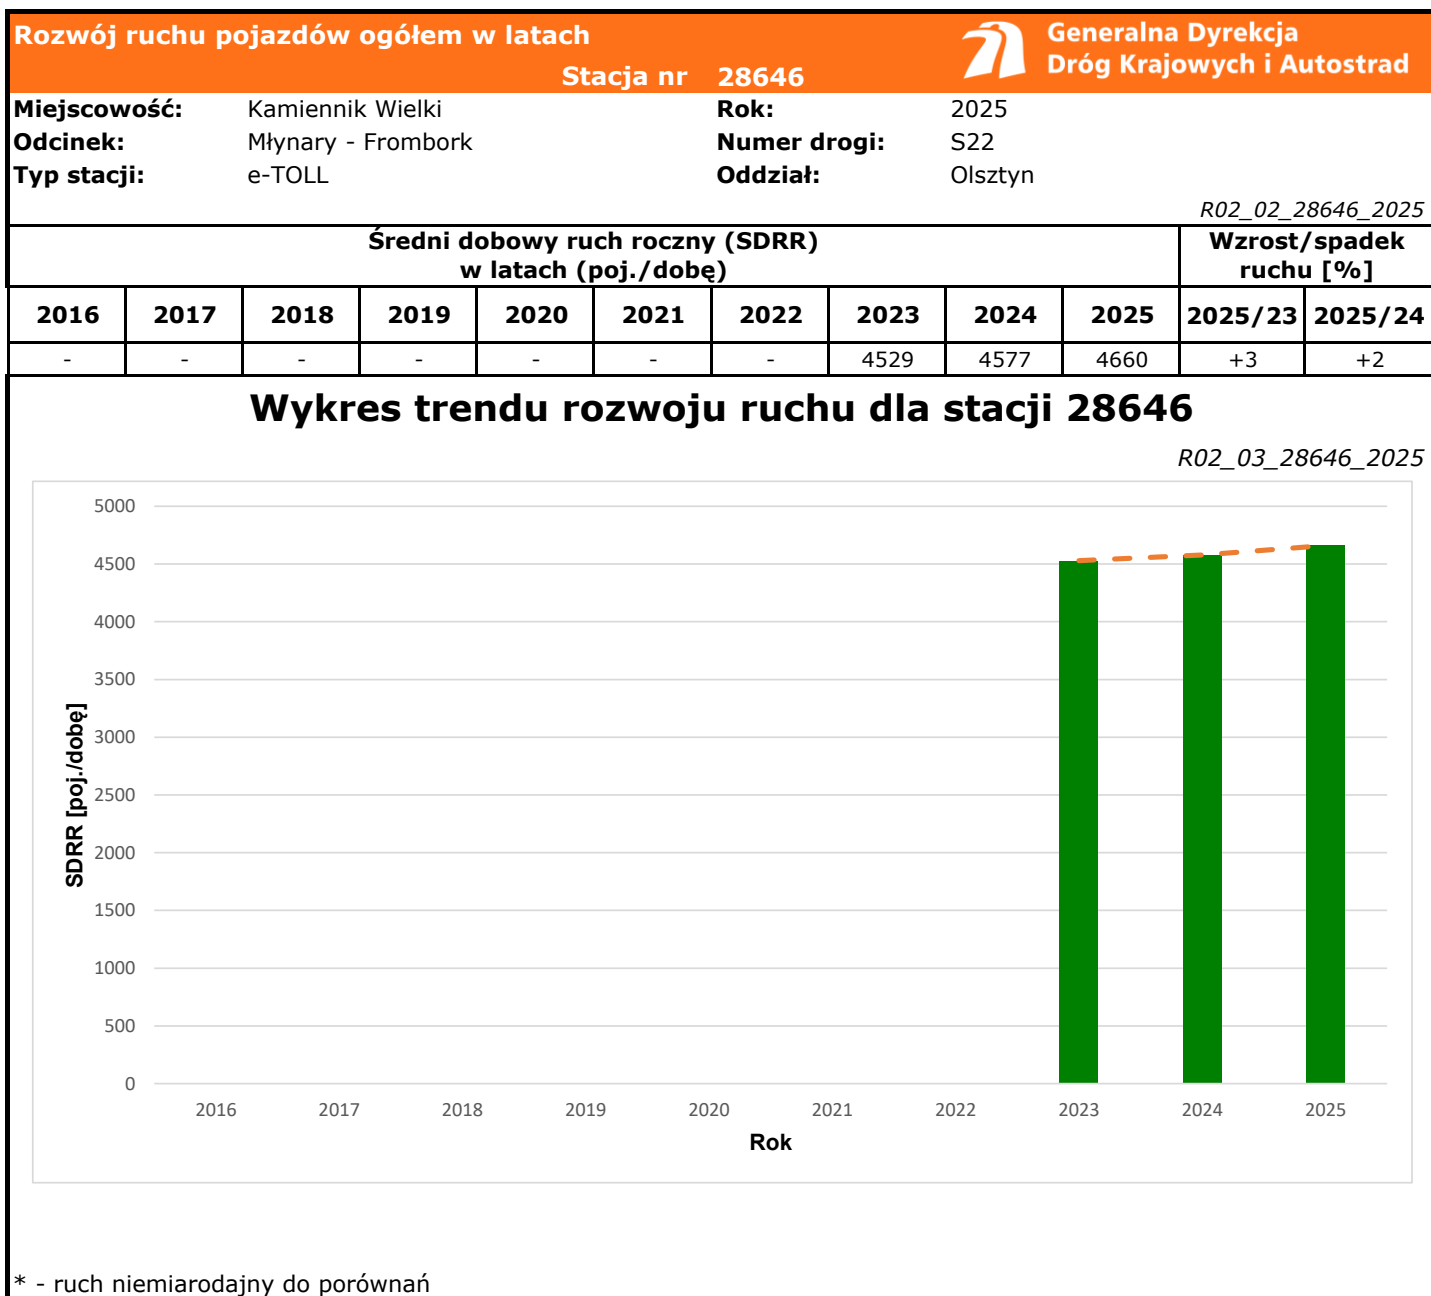 Rozwój ruchu pojazdów ogółem w latach
Generalna Dyrekcja
Dróg Krajowych i Autostrad
Stacja nr 28646
Miejscowość: Kamiennik Wielki Rok: 2025
Odcinek: Młynary - Frombork Numer drogi: S22
Typ stacji: e-TOLL Oddział: Olsztyn
R02_02_28646_2025
Średni dobowy ruch roczny (SDRR)
w latach (poj./dobę)
Wzrost/spadek
ruchu [%]
2016 2017 2018 2019 2020 2021 2022 2023 2024 2025 2025/23 2025/24
- - - - - - - 4529 4577 4660 +3 +2
Wykres trendu rozwoju ruchu dla stacji 28646
R02_03_28646_2025
5000
4500
4000
3500
3000
2500
2000
1500
1000
500
0
SDRR [poj./dobę]
2016 2017 2018 2019 2020 2021 2022 2023 2024 2025
Rok
* - ruch niemiarodajny do porównań